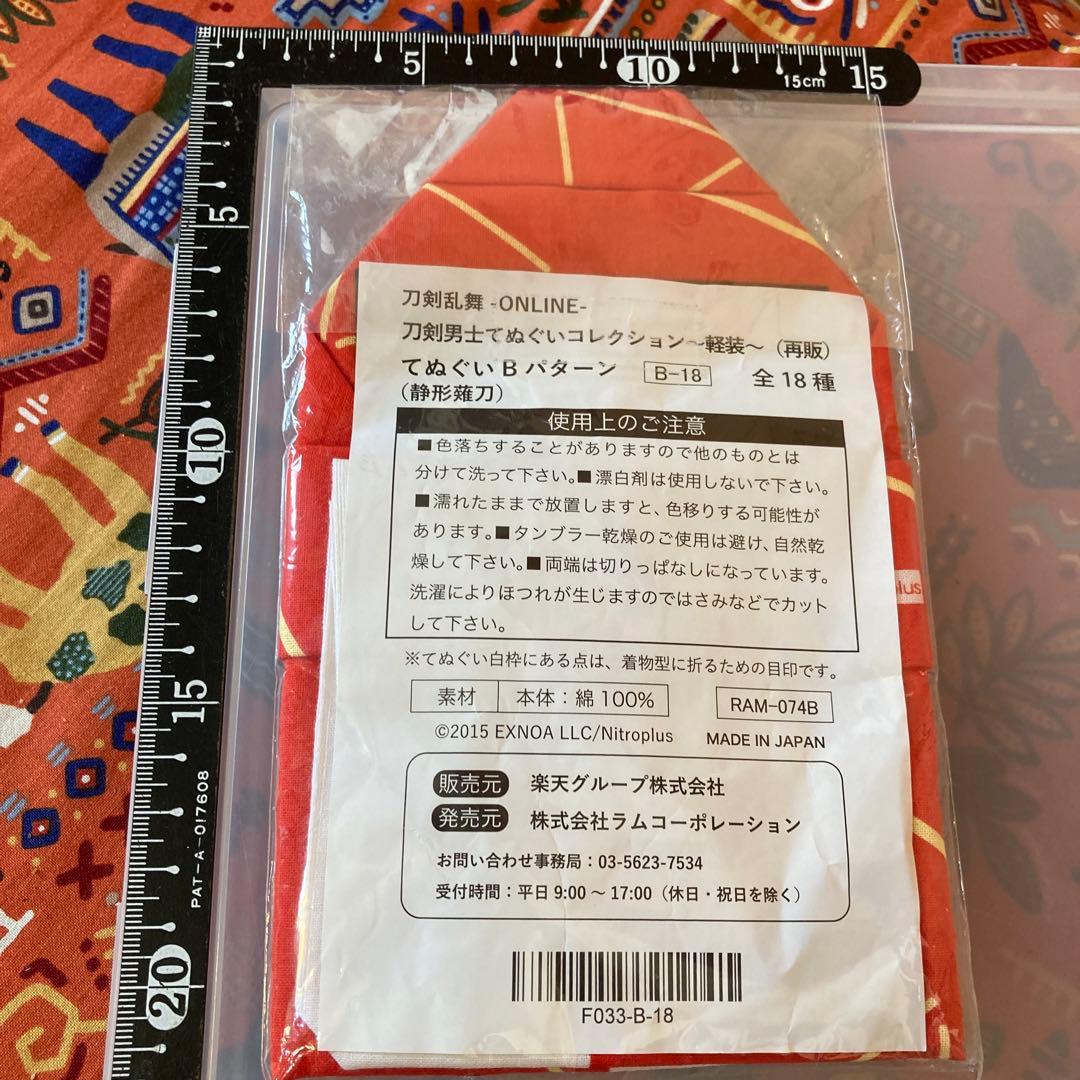 5
10
15cm
15
5
10
15
20
PAT-A-017608
刀剣乱舞 -ONLINE-
刀剣男士てぬぐいコレクション～軽装～（再販）
てぬぐい B パターン B-18 全 18 種
（静形薙刀）
使用上のご注意
■色落ちすることがありますので他のものとは
分けて洗って下さい。■漂白剤は使用しないで下さい。
■濡れたままで放置しますと、色移りする可能性が
あります。■タンブラー乾燥のご使用は避け、自然乾
燥して下さい。■両端は切りっぱなしになっています。
洗濯によりほつれが生じますのではさみなどでカット
して下さい。
※てぬぐい白枠にある点は、着物型に折るための目印です。
素材 本体：綿 100% RAM-074B
©2015 EXNOA LLC/Nitroplus MADE IN JAPAN
販売元 楽天グループ株式会社
発売元 株式会社ラムコーポレーション
お問い合わせ事務局：03-5623-7534
受付時間：平日 9:00 ～ 17:00（休日・祝日を除く）
F033-B-18
plus